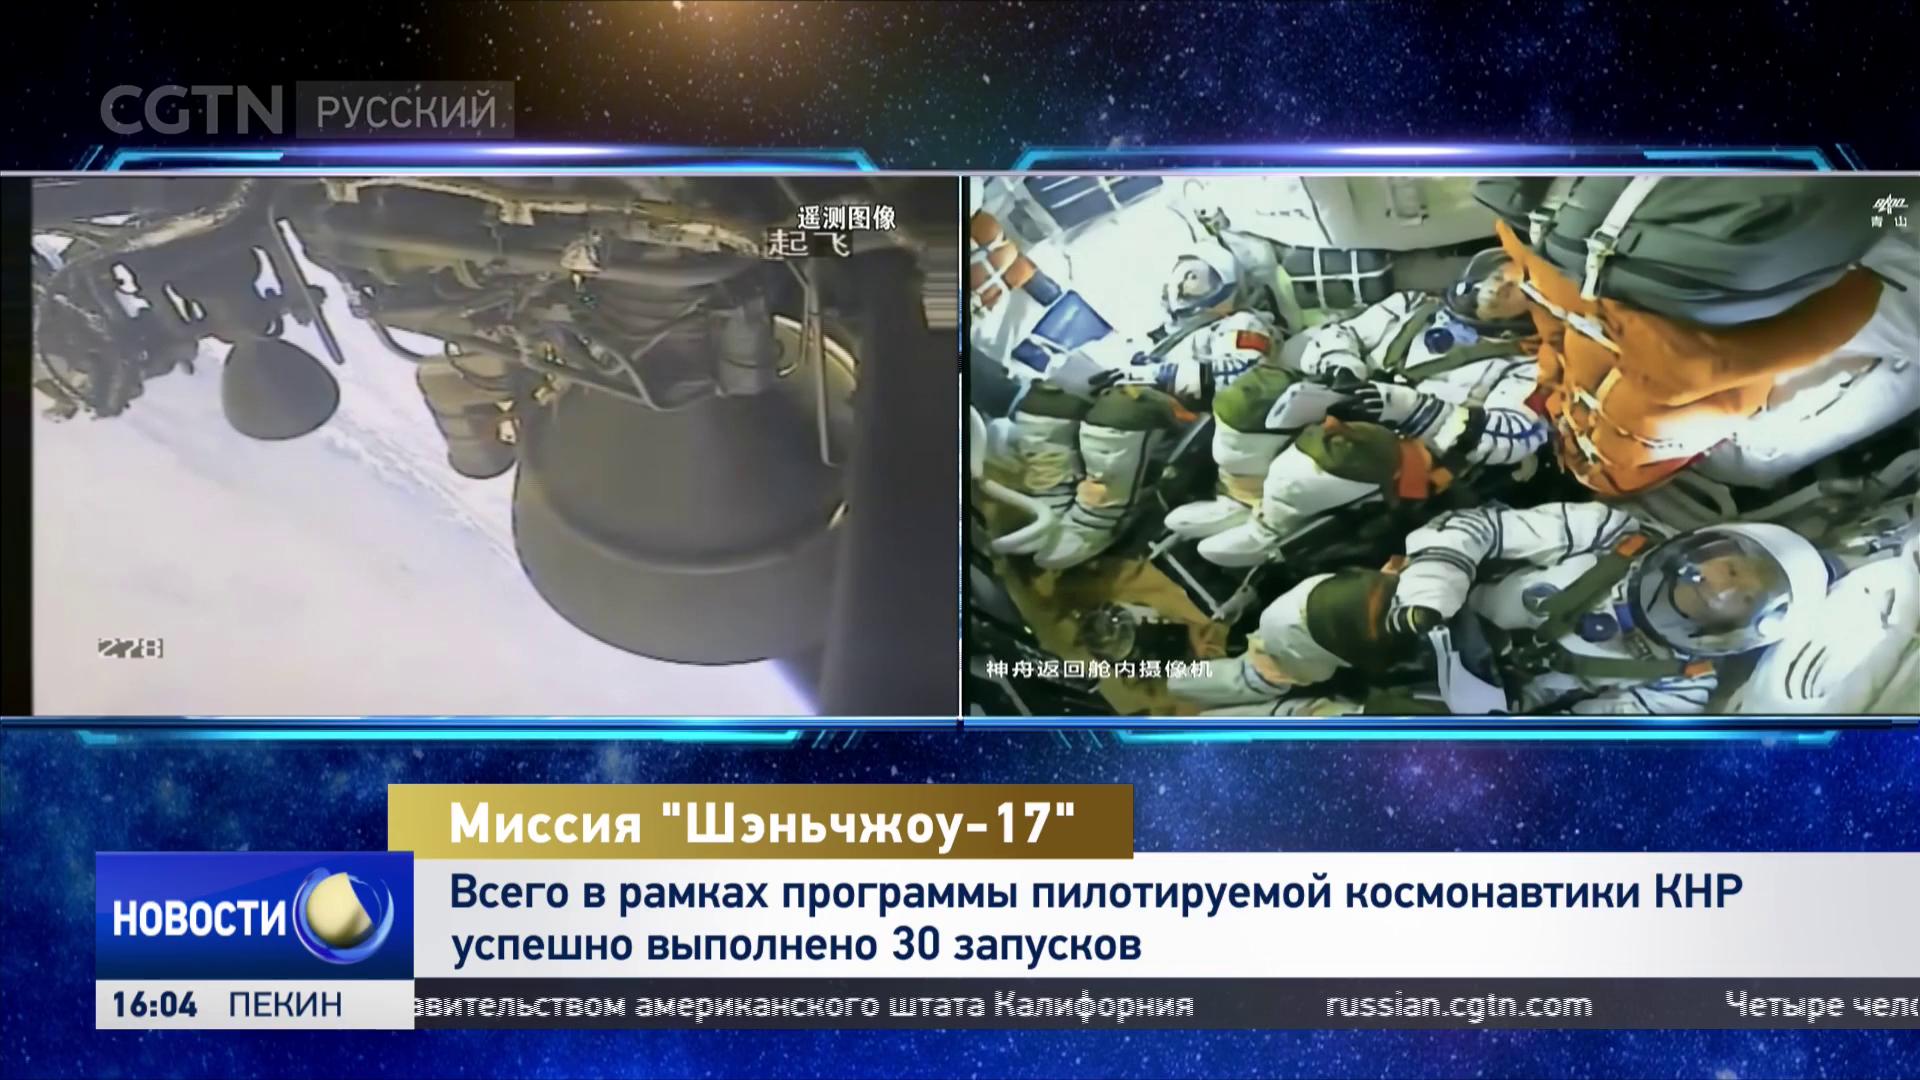 CGTN РУССКИЙ
遥测图像
起飞
青山
278
神舟返回舱内摄像机
Миссия "Шэньчжоу-17"
Всего в рамках программы пилотируемой космонавтики КНР
успешно выполнено 30 запусков
НОВОСТИ
16:04 ПЕКИН
авительством американского штата Калифорния russian.cgtn.com Четыре чел